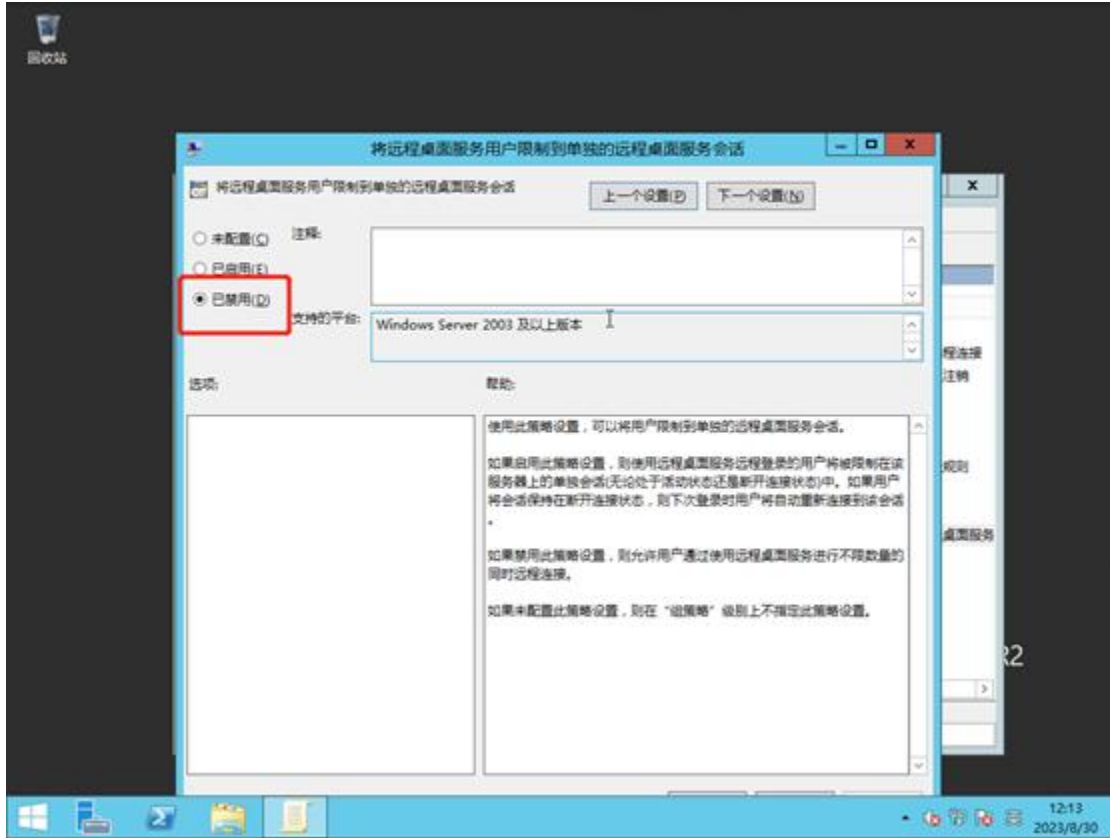 回收站
将远程桌面服务用户限制到单独的远程桌面服务会话
将远程桌面服务用户限制到单独的远程桌面服务会话
上一个设置(P)
下一个设置(N)
未配置(C)
注释:
已启用(E)
已禁用(D)
支持的平台:
Windows Server 2003 及以上版本
程连接
注销
选项:
帮助:
使用此策略设置，可以将用户限制到单独的远程桌面服务会话。
如果启用此策略设置，则使用远程桌面服务远程登录的用户将被限制在该
服务器上的单独会话(无论处于活动状态还是断开连接状态)中。如果用户
将会话保持在断开连接状态，则下次登录时用户将自动重新连接到该会话
。
规则
桌面服务
如果禁用此策略设置，则允许用户通过使用远程桌面服务进行不限数量的
同时远程连接。
如果未配置此策略设置，则在“组策略”级别上不指定此策略设置。
R2
12:13
2023/8/30